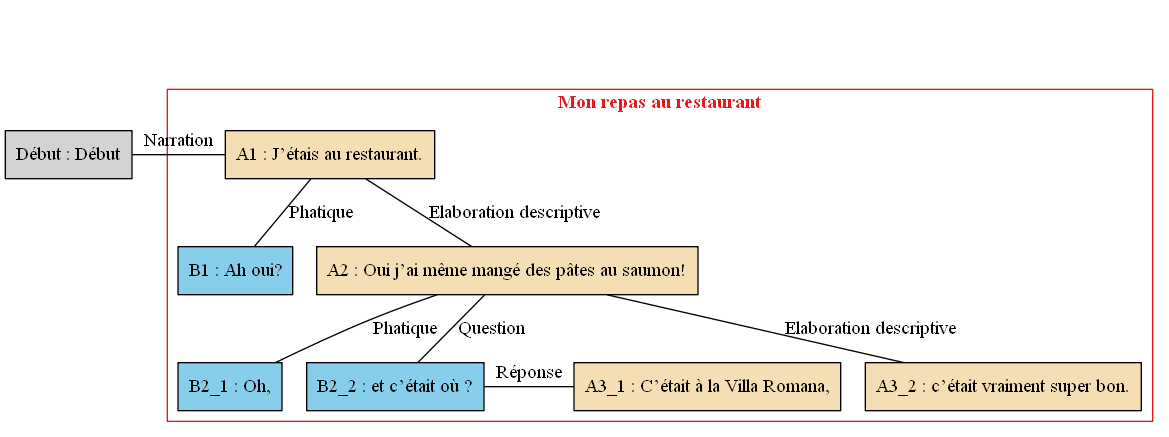 Mon repas au restaurant
Début : Début
Narration
A1 : J’étais au restaurant.
Phatique
Elaboration descriptive
B1 : Ah oui?
A2 : Oui j’ai même mangé des pâtes au saumon!
Phatique
Question
Elaboration descriptive
B2_1 : Oh,
B2_2 : et c’était où ?
Réponse
A3_1 : C’était à la Villa Romana,
A3_2 : c’était vraiment super bon.